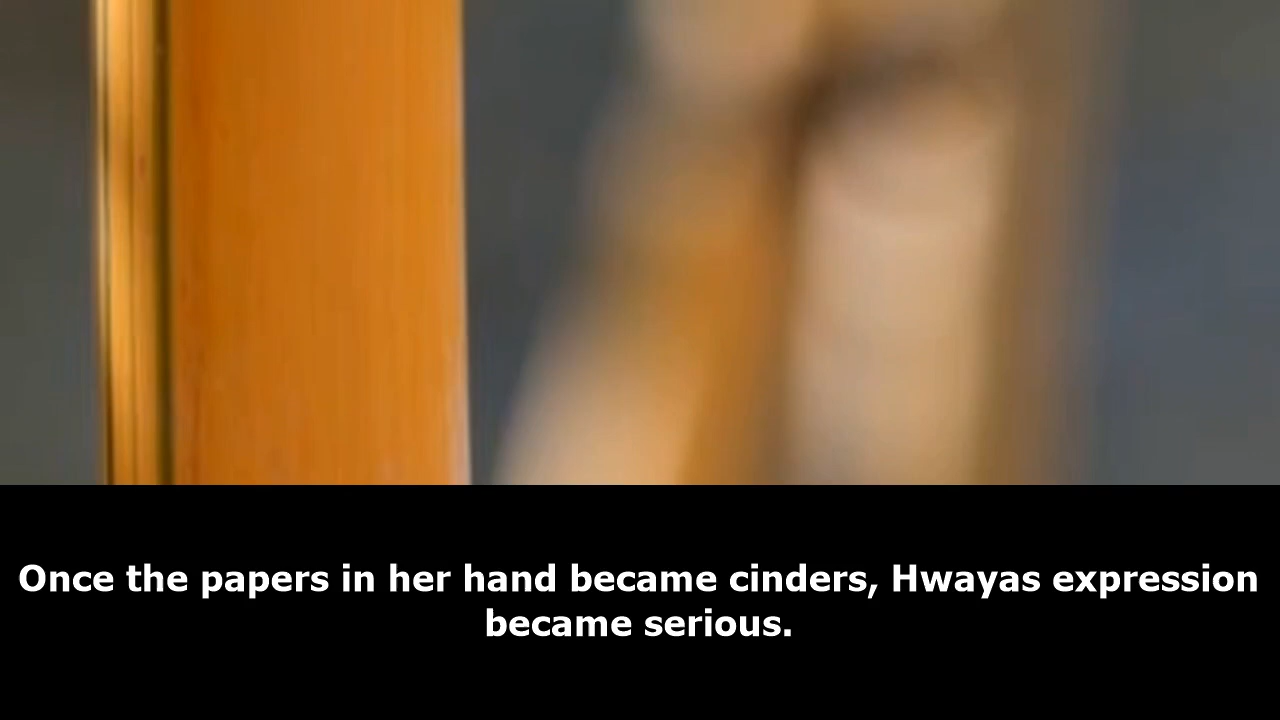 Once the papers in her hand became cinders, Hwayas expression
became serious.